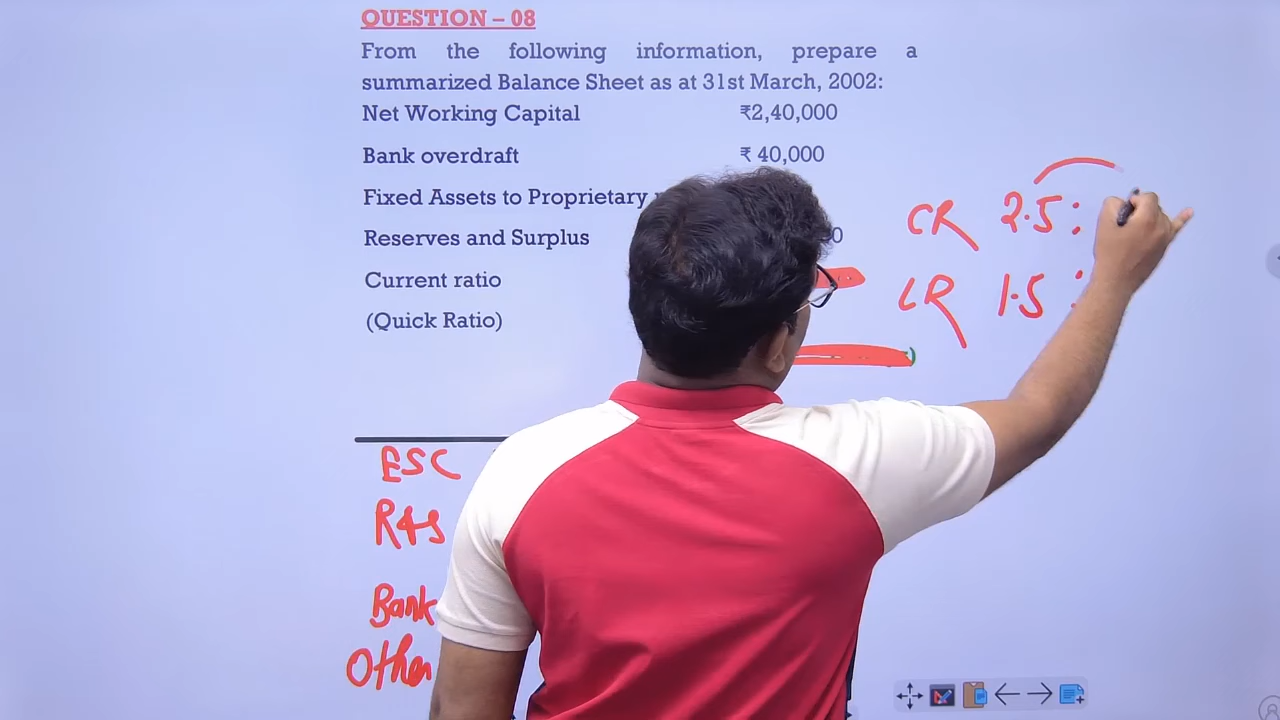 QUESTION – 08
From the following information, prepare a
summarized Balance Sheet as at 31st March, 2002:
Net Working Capital ₹2,40,000
Bank overdraft ₹ 40,000
Fixed Assets to Proprietary
Reserves and Surplus
Current ratio
(Quick Ratio)
CR 2.5 :
LR 1.5 :
ESC
R&S
Bank
Other